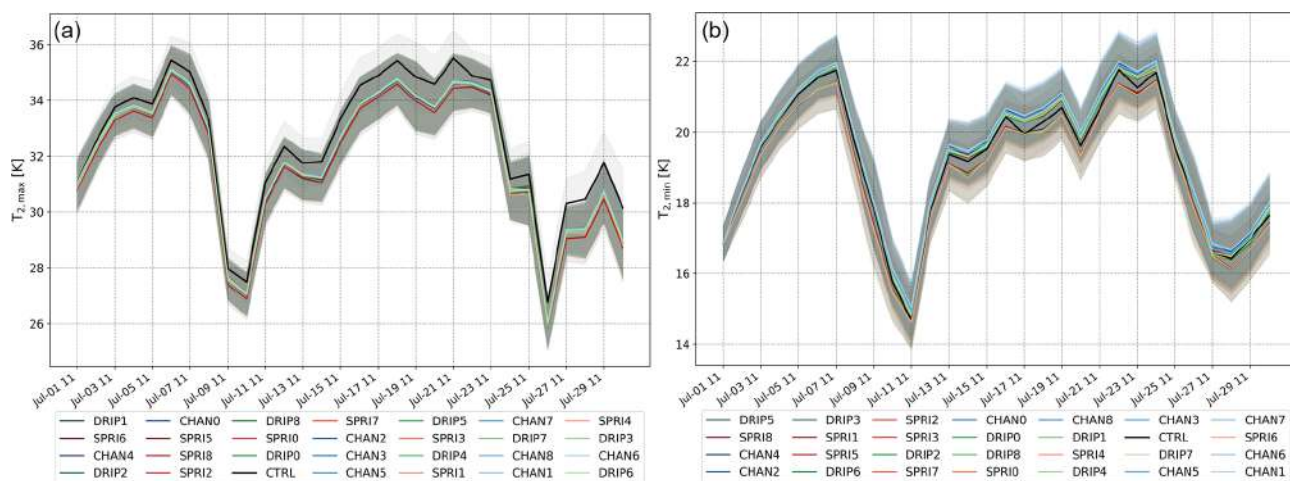 (a)
36
34
32
30
28
26
T2,max [K]
Jul-01 11
Jul-03 11
Jul-05 11
Jul-07 11
Jul-09 11
Jul-11 11
Jul-13 11
Jul-15 11
Jul-17 11
Jul-19 11
Jul-21 11
Jul-23 11
Jul-25 11
Jul-27 11
Jul-29 11
DRIP1 CHAN0 DRIP8 SPRI7 DRIP5 CHAN7 SPRI4
SPRI6 SPRI5 SPRI0 CHAN2 SPRI3 DRIP7 DRIP3
CHAN4 SPRI8 DRIP0 CHAN3 DRIP4 CHAN8 CHAN6
DRIP2 SPRI2 CTRL CHAN5 SPRI1 CHAN1 DRIP6
(b)
22
20
18
16
14
T2,min [K]
Jul-01 11
Jul-03 11
Jul-05 11
Jul-07 11
Jul-09 11
Jul-11 11
Jul-13 11
Jul-15 11
Jul-17 11
Jul-19 11
Jul-21 11
Jul-23 11
Jul-25 11
Jul-27 11
Jul-29 11
DRIP5 DRIP3 SPRI2 CHAN0 CHAN8 CHAN3 CHAN7
SPRI8 SPRI1 SPRI3 DRIP0 DRIP1 CTRL SPRI6
CHAN4 SPRI5 DRIP2 DRIP8 SPRI4 DRIP7 CHAN6
CHAN2 DRIP6 SPRI7 SPRI0 DRIP4 CHAN5 CHAN1